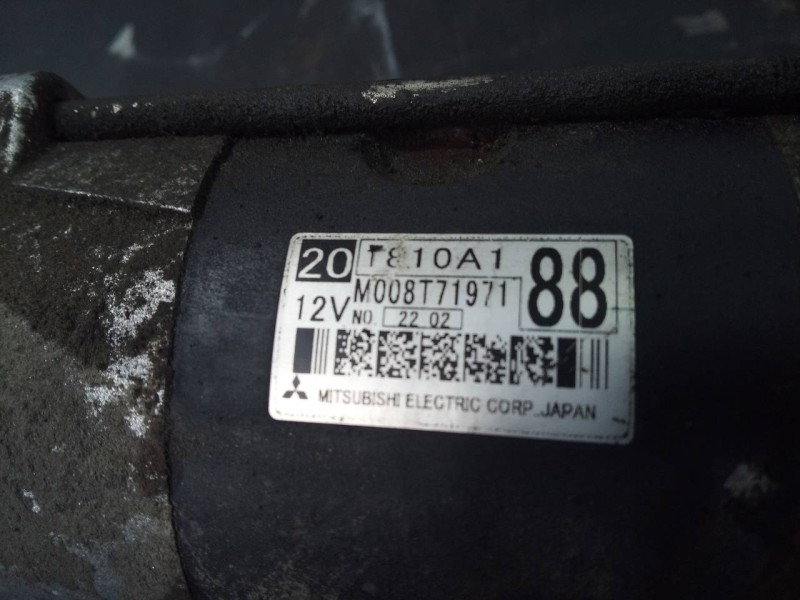 20 T810A1 88
12V M008T71971
NO. 22 02
MITSUBISHI ELECTRIC CORP. JAPAN